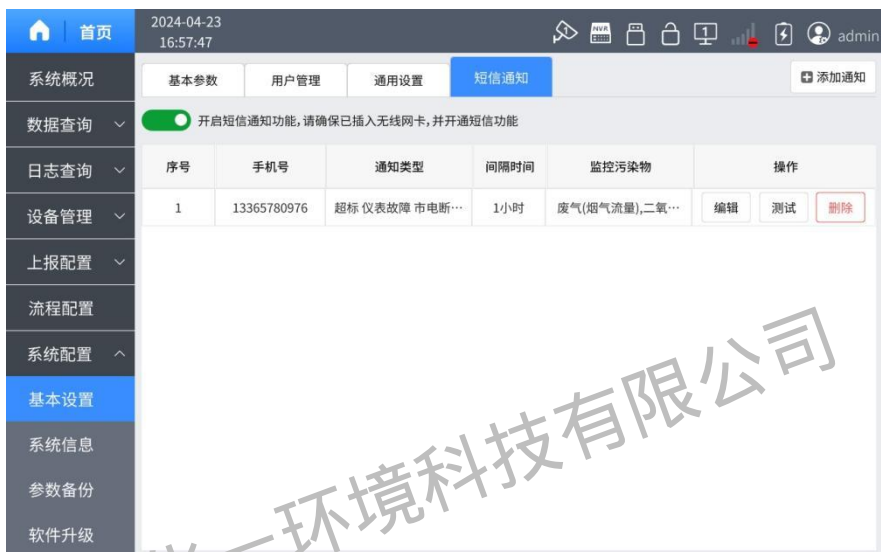 首页
2024-04-23
16:57:47
NVR
1
admin
系统概况
数据查询
日志查询
设备管理
上报配置
流程配置
系统配置
基本设置
系统信息
参数备份
软件升级
基本参数 用户管理 通用设置 短信通知 添加通知
开启短信通知功能,请确保已插入无线网卡,并开通短信功能
序号 手机号 通知类型 间隔时间 监控污染物 操作
1 13365780976 超标 仪表故障 市电断… 1小时 废气(烟气流量),二氧… 编辑 测试 删除
一环境科技有限公司